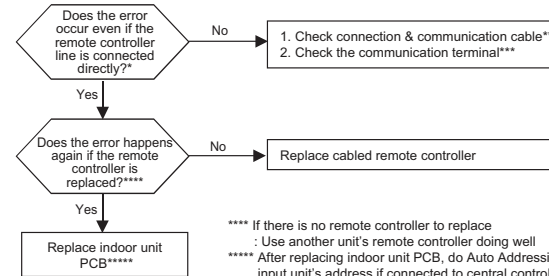 Does the error
occur even if the
remote controller
line is connected
directly?*
No
1. Check connection & communication cable**
2. Check the communication terminal***
Yes
Does the error happens
again if the remote
controller is
replaced?****
No
Replace cabled remote controller
Yes
Replace indoor unit
PCB*****
**** If there is no remote controller to replace
: Use another unit's remote controller doing well
***** After replacing indoor unit PCB, do Auto
input unit's address if connected to central